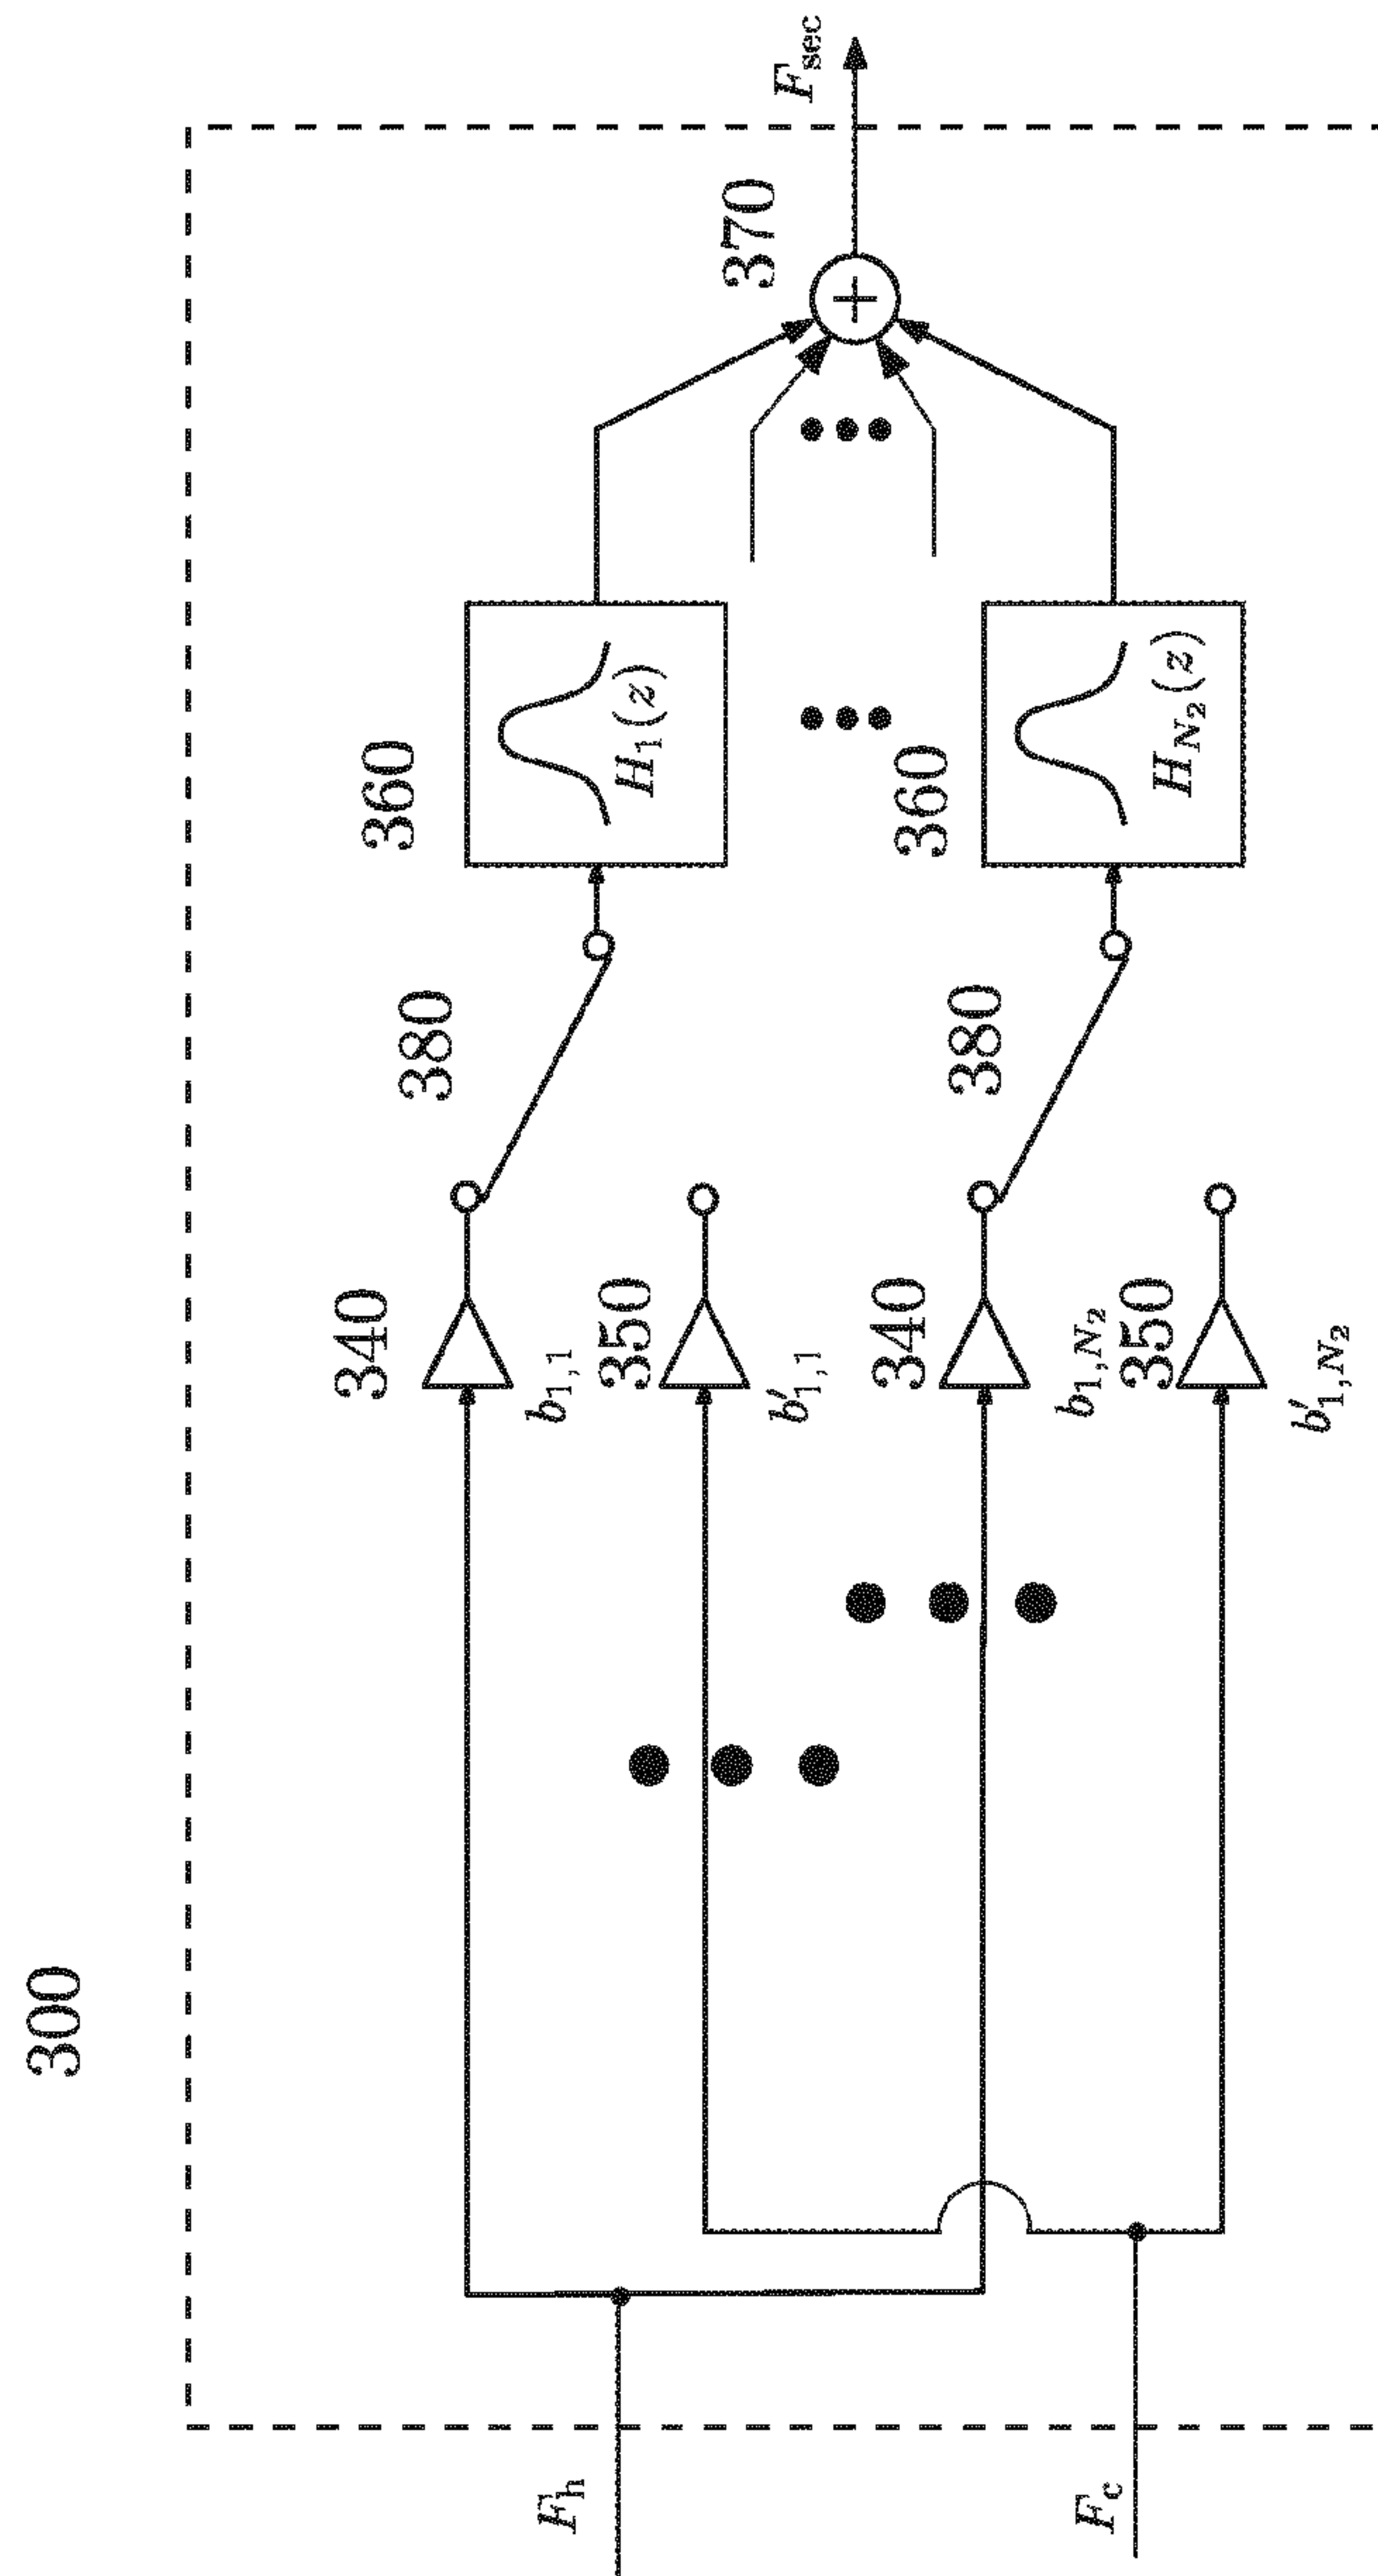 300
F_h
F_c
340
b_{1,1}
350
b'_{1,1}
340
b_{1,N_2}
350
b'_{1,N_2}
380
380
360
H_1(z)
360
H_{N_2}(z)
370
+
F_sec